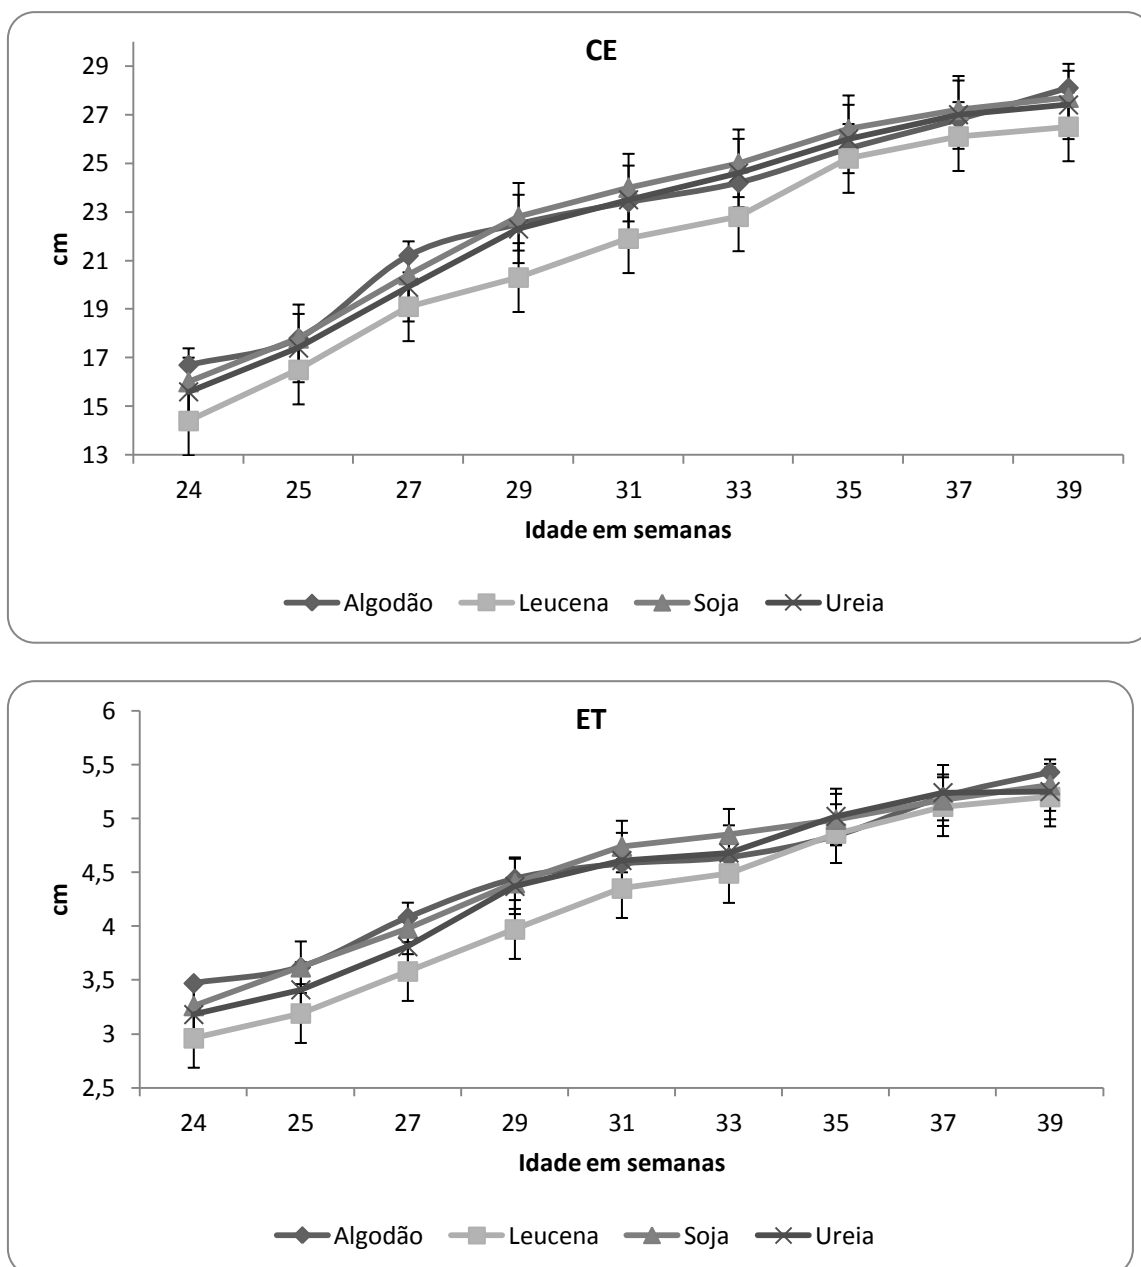 CE
29
27
25
23
21
19
17
15
13
cm
24 25 27 29 31 33 35 37 39
Idade em semanas
Algodão Leucena Soja Ureia
ET
6
5,5
5
4,5
4
3,5
3
2,5
cm
24 25 27 29 31 33 35 37 39
Idade em semanas
Algodão Leucena Soja Ureia